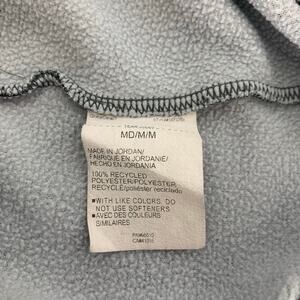 MD/M/M
MADE IN JORDAN/
FABRIQUE EN JORDANIE/
HECHO EN JORDANIA
100% RECYCLED
POLYESTER/POLYESTER
RECYCLÉ/poliéster reciclado
■WITH LIKE COLORS. DO
NOT USE SOFTENERS
■AVEC DES COULEURS
SIMILAIRES